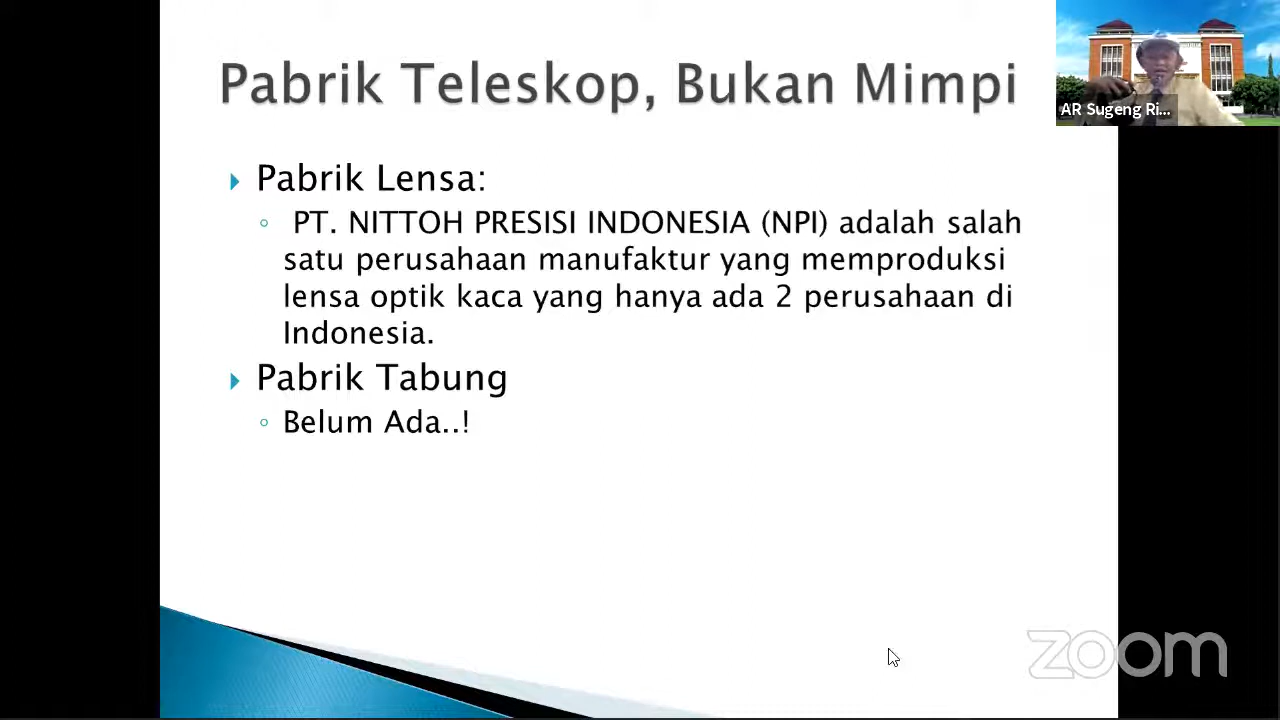 Pabrik Teleskop, Bukan Mimpi
AR Sugeng Ri...
Pabrik Lensa:
PT. NITTOH PRESISI INDONESIA (NPI) adalah salah
satu perusahaan manufaktur yang memproduksi
lensa optik kaca yang hanya ada 2 perusahaan di
Indonesia.
Pabrik Tabung
Belum Ada..!
zoom